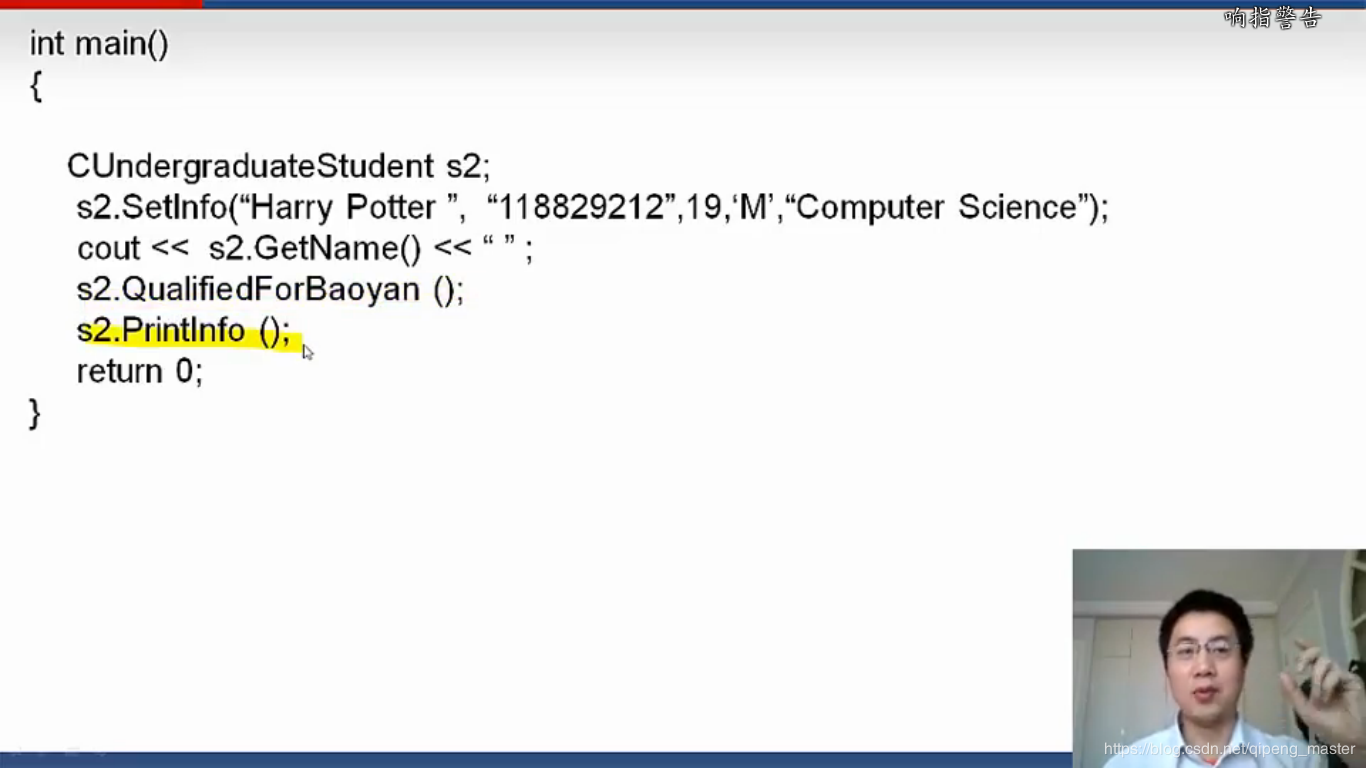 响指警告
int main()
{
CUndergraduateStudent s2;
s2.SetInfo(“Harry Potter ”, “118829212”,19,‘M’,“Computer Science”);
cout << s2.GetName() << “ ” ;
s2.QualifiedForBaoyan ();
s2.PrintInfo ();
return 0;
}
https://blog.csdn.net/qipeng_master